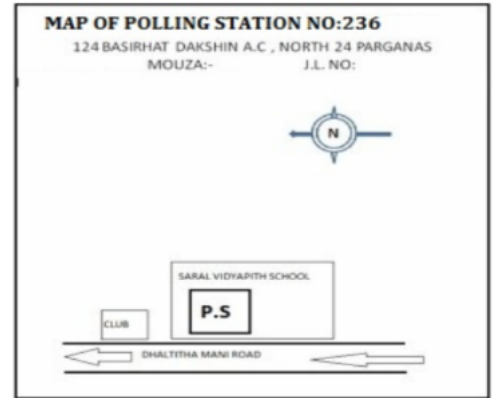 MAP OF POLLING STATION NO:236
124 BASIRHAT DAKSHIN A.C , NORTH 24 PARGANAS
MOUZA:- J.L. NO:
N
SARAL VIDYAPITH SCHOOL
P.S
CLUB
DHALTITHA MANI ROAD